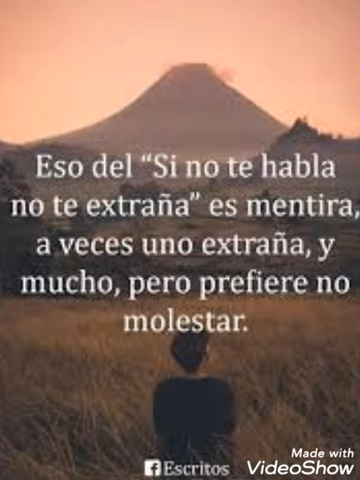 Eso del “Si no te habla
no te extraña” es mentira,
a veces uno extraña, y
mucho, pero prefiere no
molestar.
Escritos
Made with
VideoShow